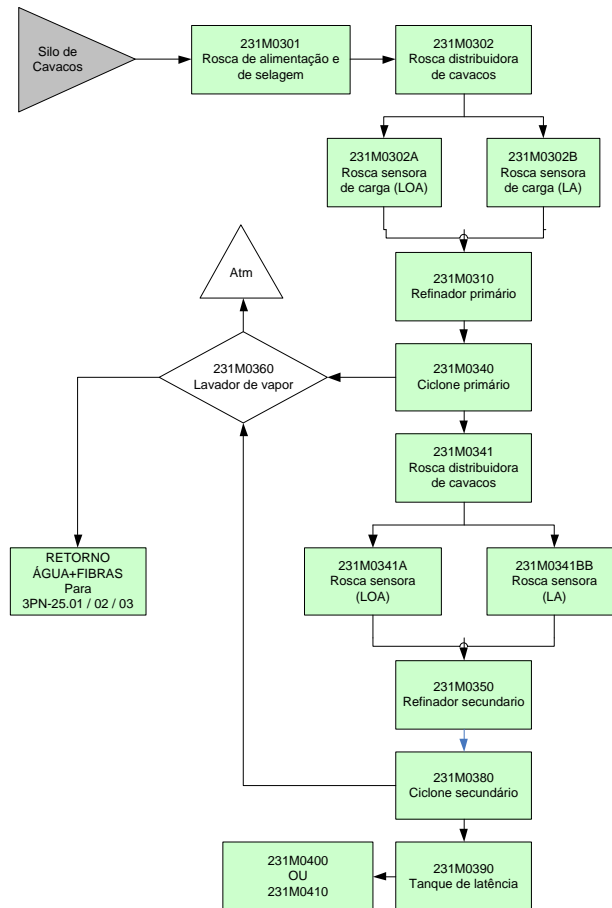 Silo de
Cavacos
231M0301
Rosca de alimentação e
de selagem
231M0302
Rosca distribuidora
de cavacos
231M0302A
Rosca sensora
de carga (LOA)
231M0302B
Rosca sensora
de carga (LA)
Atm
231M0310
Refinador primário
231M0360
Lavador de vapor
231M0340
Ciclone primário
231M0341
Rosca distribuidora
de cavacos
RETORNO
ÁGUA+FIBRAS
Para
3PN-25.01 / 02 / 03
231M0341A
Rosca sensora
(LOA)
231M0341BB
Rosca sensora
(LA)
231M0350
Refinador secundario
231M0380
Ciclone secundário
231M0400
OU
231M0410
231M0390
Tanque de latência